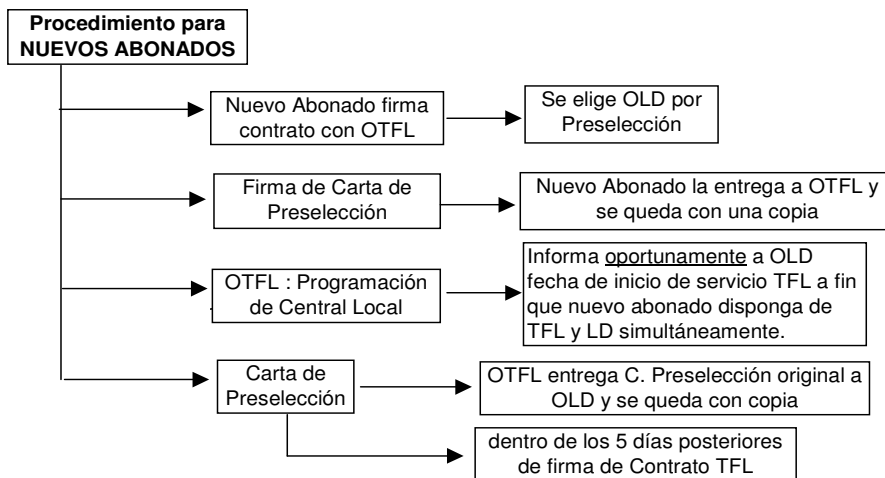 Procedimiento para
NUEVOS ABONADOS
Nuevo Abonado firma
contrato con OTFL
Se elige OLD por
Preselección
Firma de Carta de
Preselección
Nuevo Abonado la entrega a OTFL y
se queda con una copia
OTFL : Programación
de Central Local
Informa oportunamente a OLD
fecha de inicio de servicio TFL a fin
que nuevo abonado disponga de
TFL y LD simultáneamente.
Carta de
Preselección
OTFL entrega C. Preselección original a
OLD y se queda con copia
dentro de los 5 días posteriores
de firma de Contrato TFL